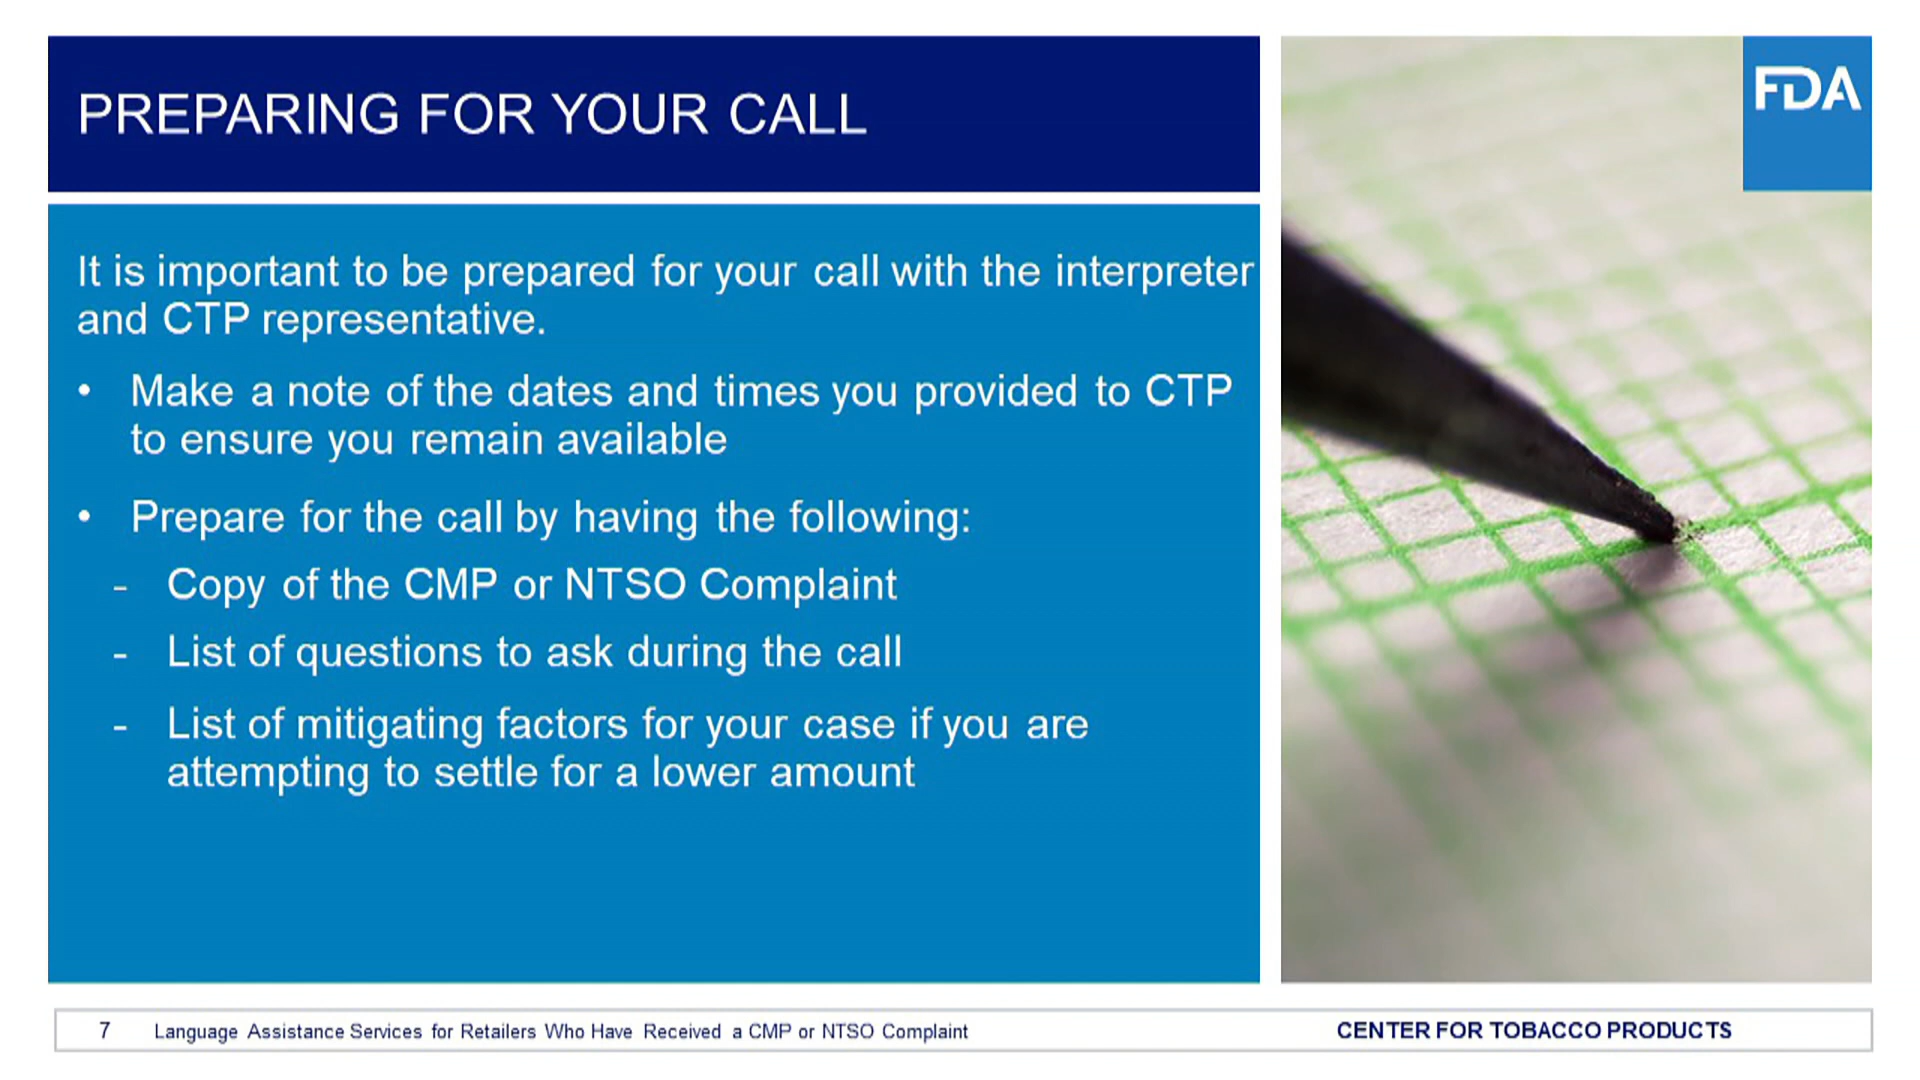 PREPARING FOR YOUR CALL
FDA
It is important to be prepared for your call with the interpreter
and CTP representative.
• Make a note of the dates and times you provided to CTP
to ensure you remain available
• Prepare for the call by having the following:
- Copy of the CMP or NTSO Complaint
- List of questions to ask during the call
- List of mitigating factors for your case if you are
attempting to settle for a lower amount
7 Language Assistance Services for Retailers Who Have Received a CMP or NTSO Complaint
CENTER FOR TOBACCO PRODUCTS